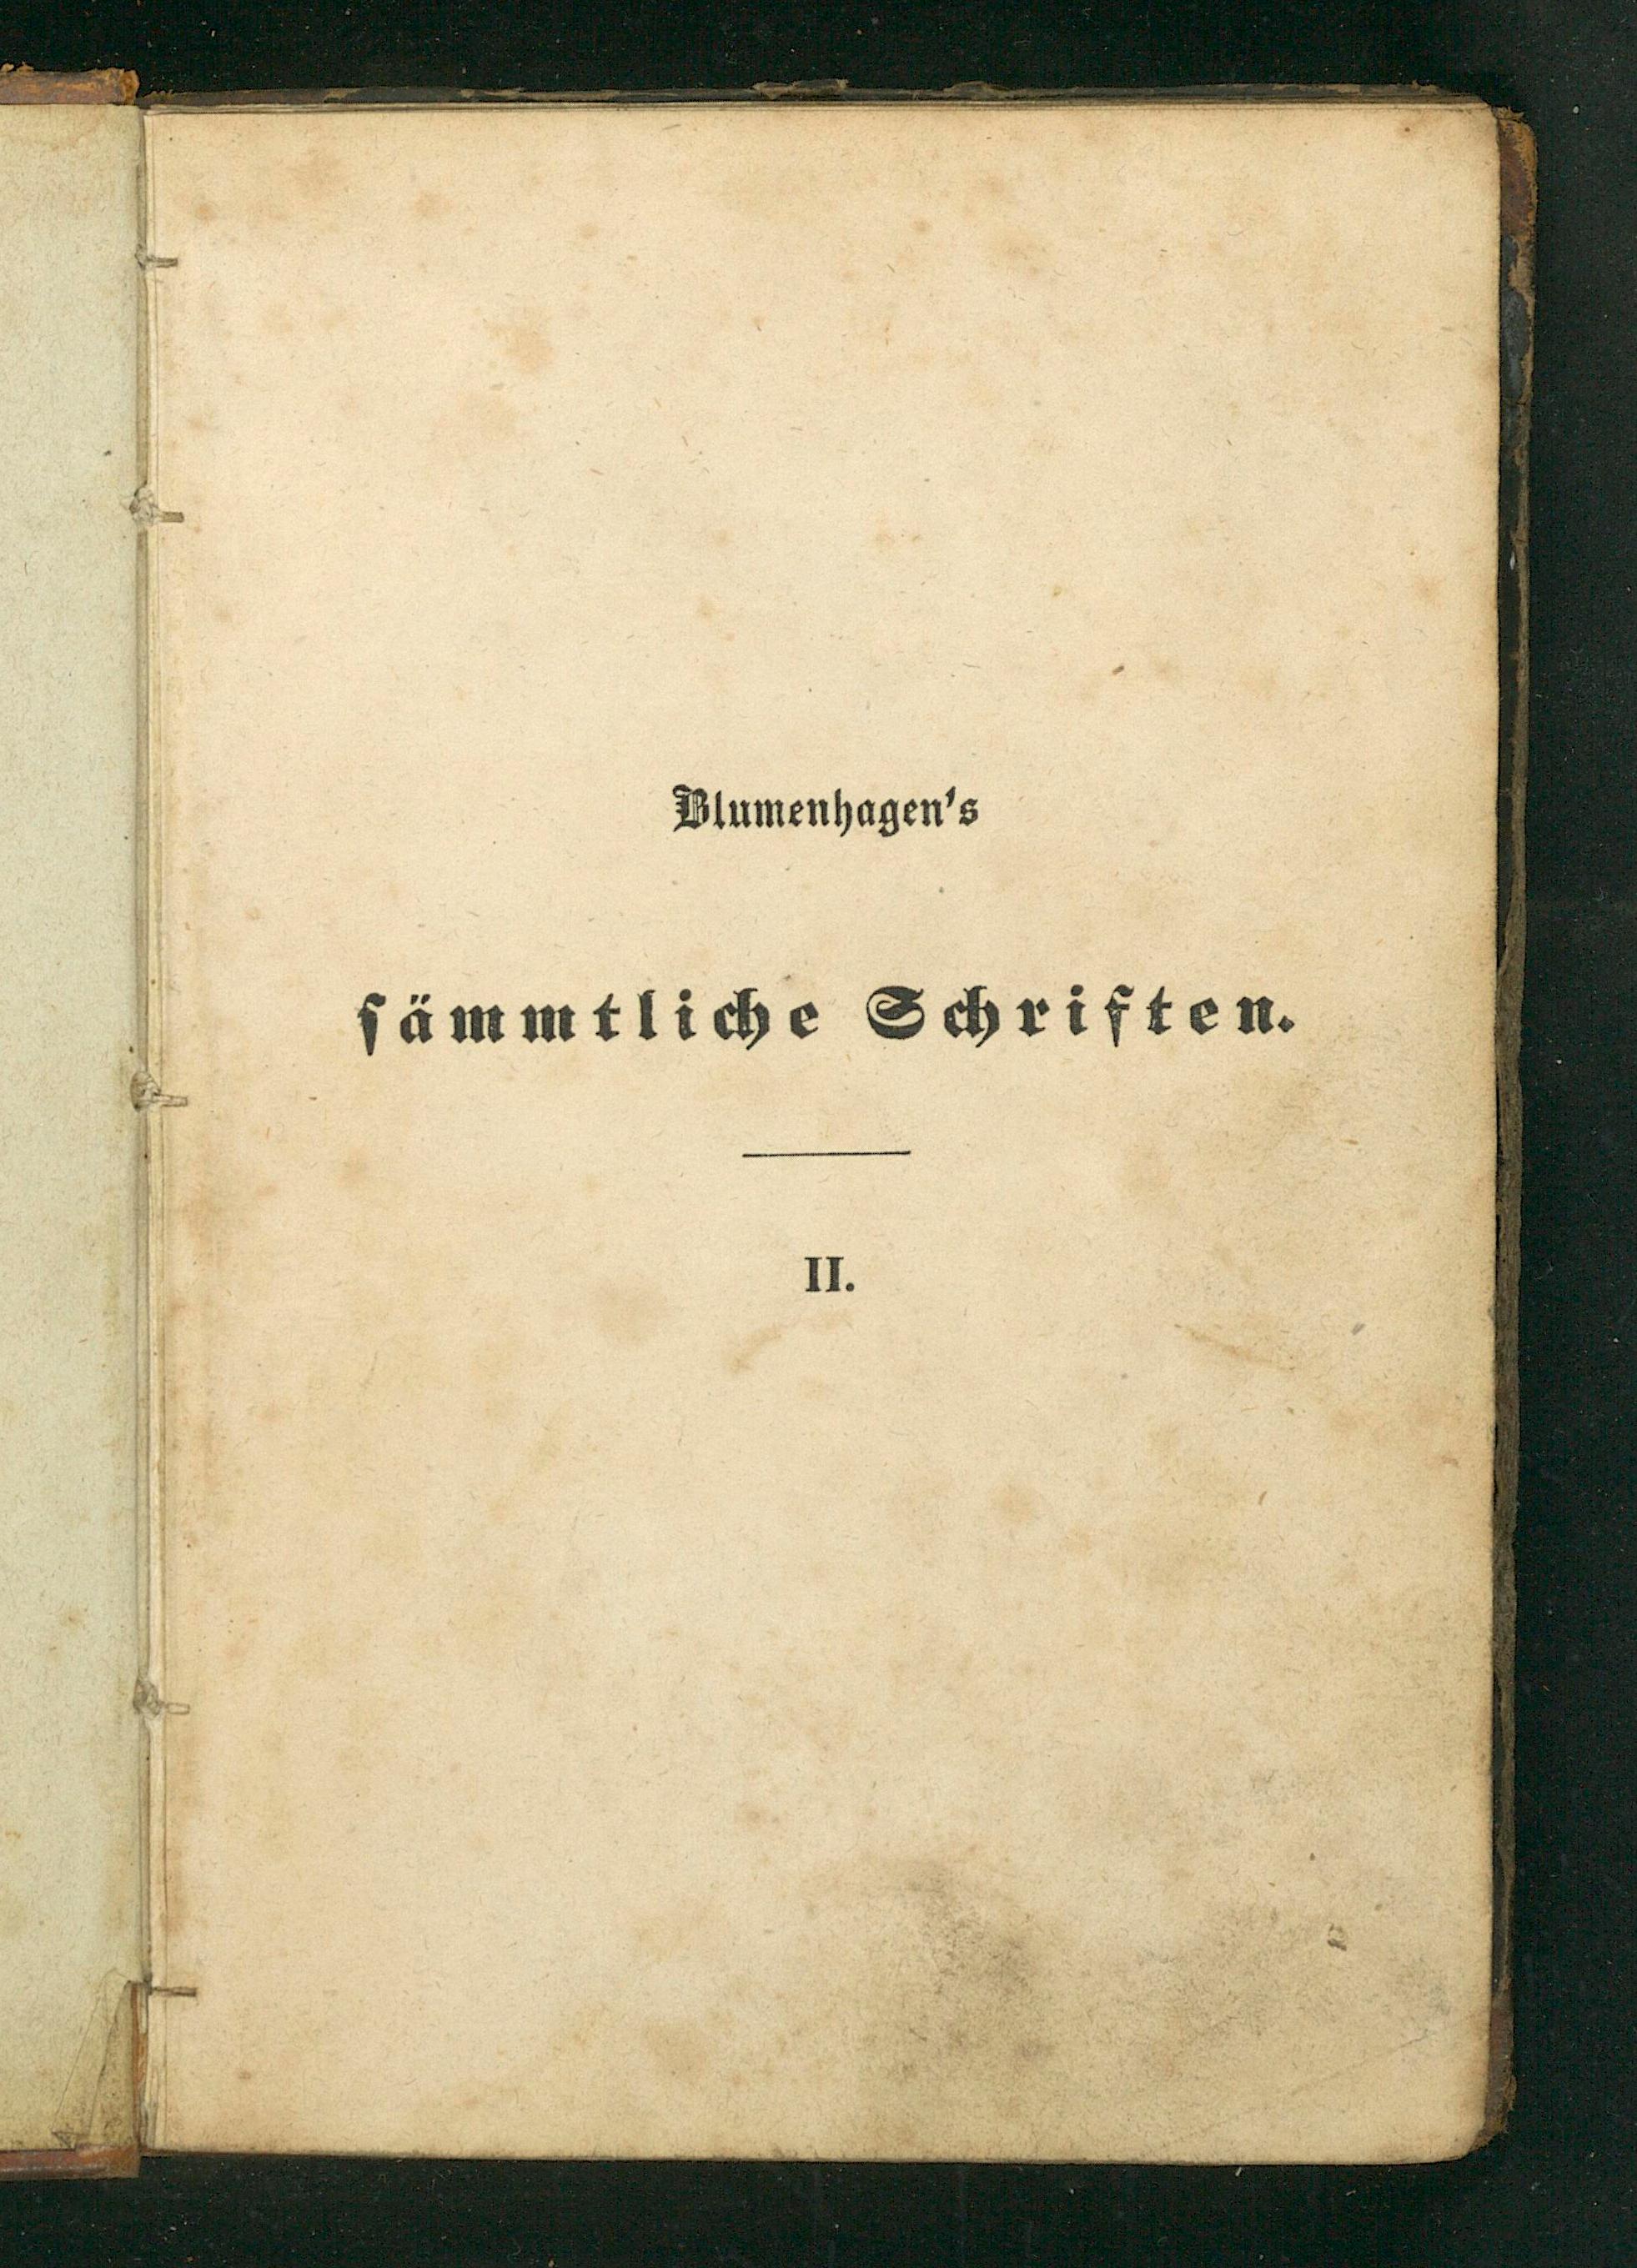 Blumenhagen's
sämmtliche Schriften.
II.